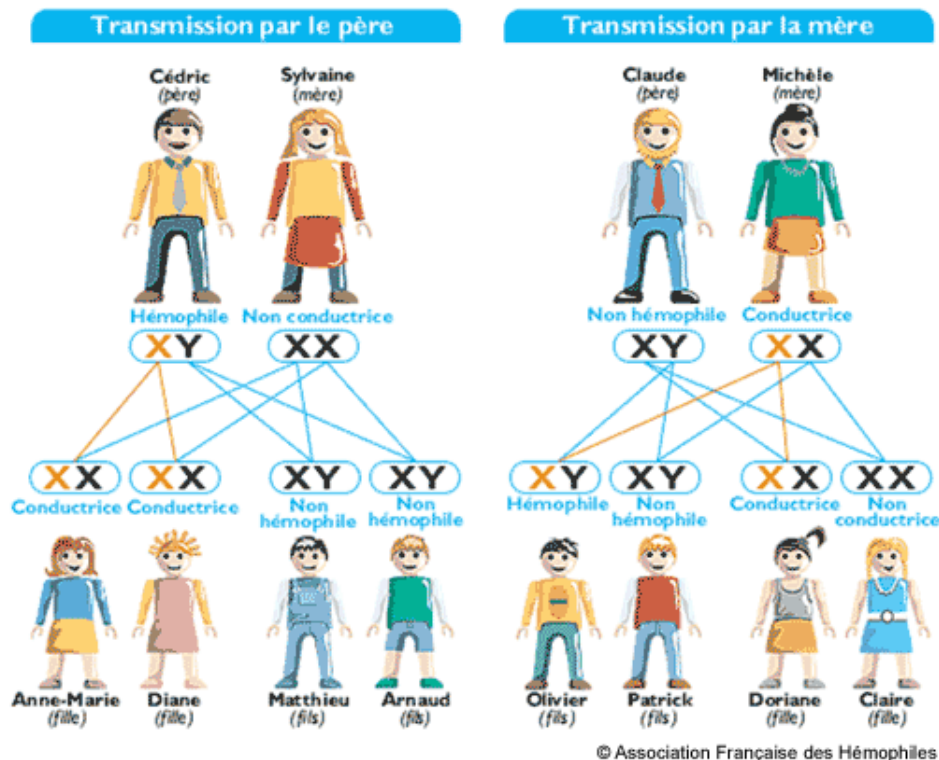 Transmission par le père
Cédric
(père)
Sylvaine
(mère)
Hémophile
Non conductrice
XY
XX
XX
XX
XY
XY
Conductrice
Conductrice
Non
hémophile
Non
hémophile
Anne-Marie
(fille)
Diane
(fille)
Matthieu
(fils)
Arnaud
(fils)
Transmission par la mère
Claude
(père)
Michèle
(mère)
Non hémophile
Conductrice
XY
XX
XY
XY
XX
XX
Hémophile
Non
hémophile
Conductrice
Non
conductrice
Olivier
(fils)
Patrick
(fils)
Doriane
(fille)
Claire
(fille)
© Association Française des Hémophiles